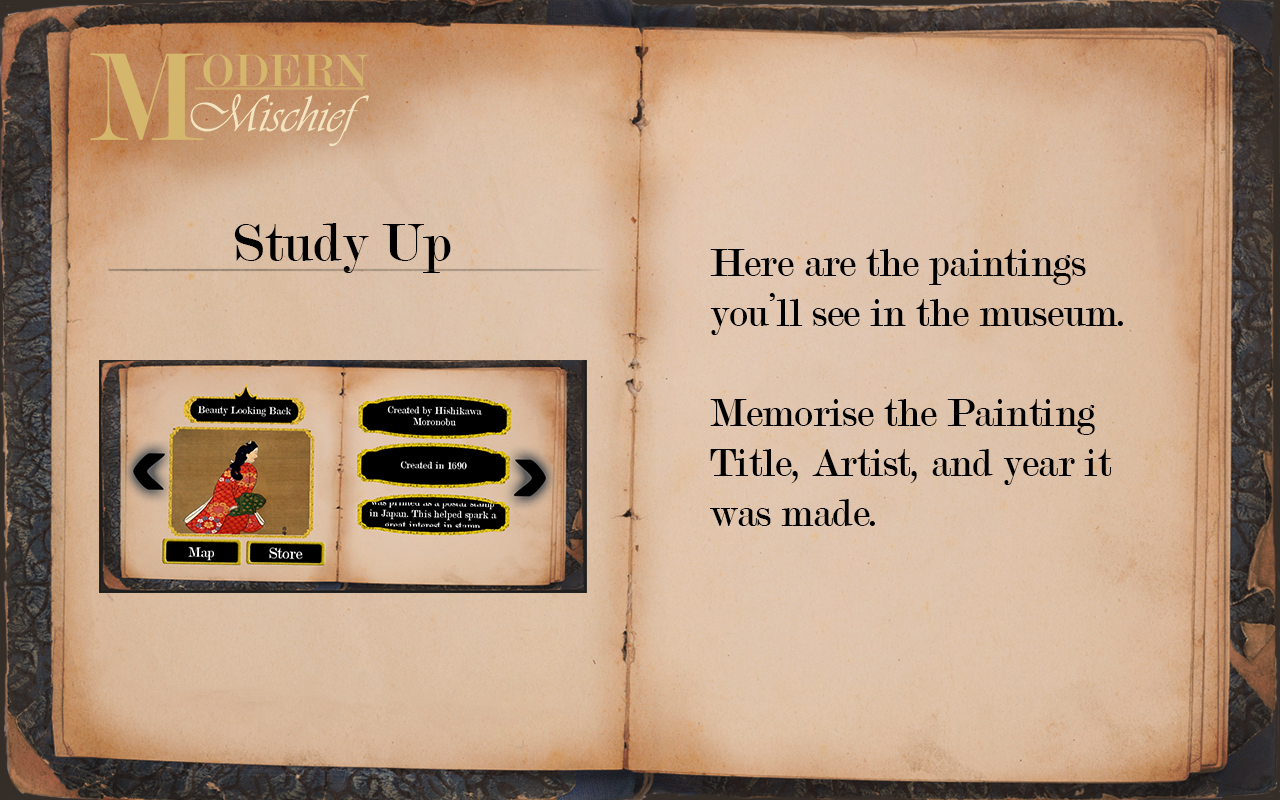 MODERN
Mischief
Study Up
Beauty Looking Back
Map
Store
Created by Hishikawa
Moronobu
Created in 1690
was printed as a postal stamp
in Japan. This helped spark a
great interest in stamp
Here are the paintings
you'll see in the museum.
Memorise the Painting
Title, Artist, and year it
was made.